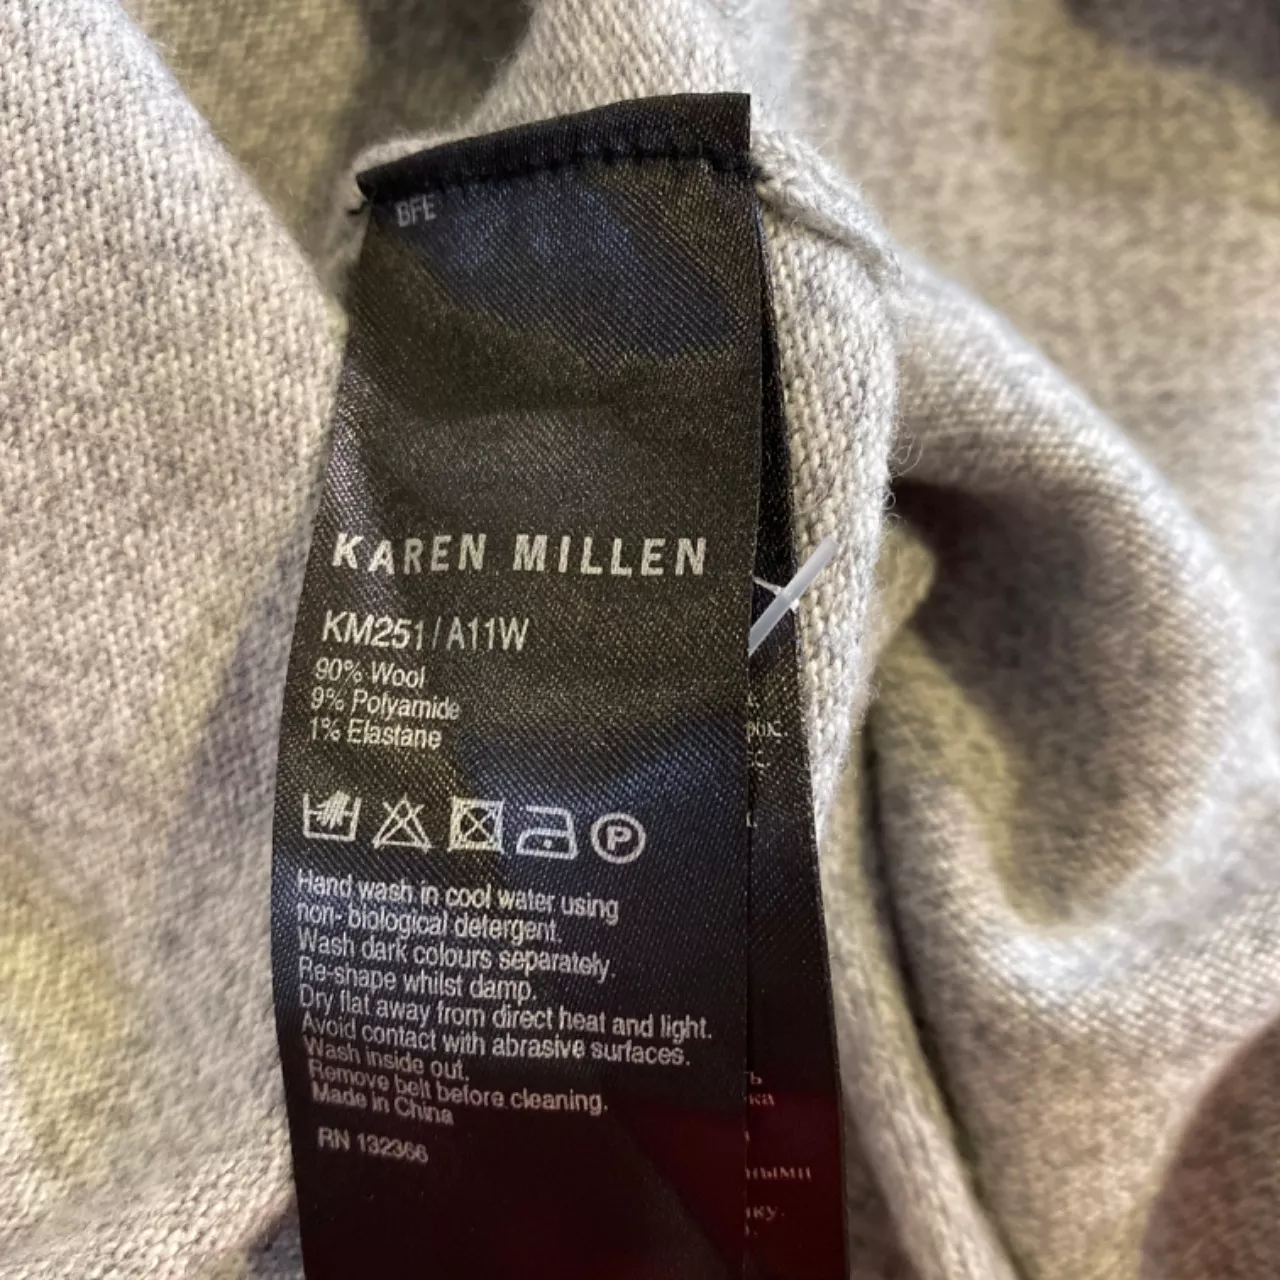 BFE
KAREN MILLEN
KM251/A11W
90% Wool
9% Polyamide
1% Elastane
P
Hand wash in cool water using
non-biological detergent.
Wash dark colours separately.
Re-shape whilst damp.
Dry flat away from direct heat and light.
Avoid contact with abrasive surfaces.
Wash inside out.
Remove belt before cleaning.
Made in China
RN 132366